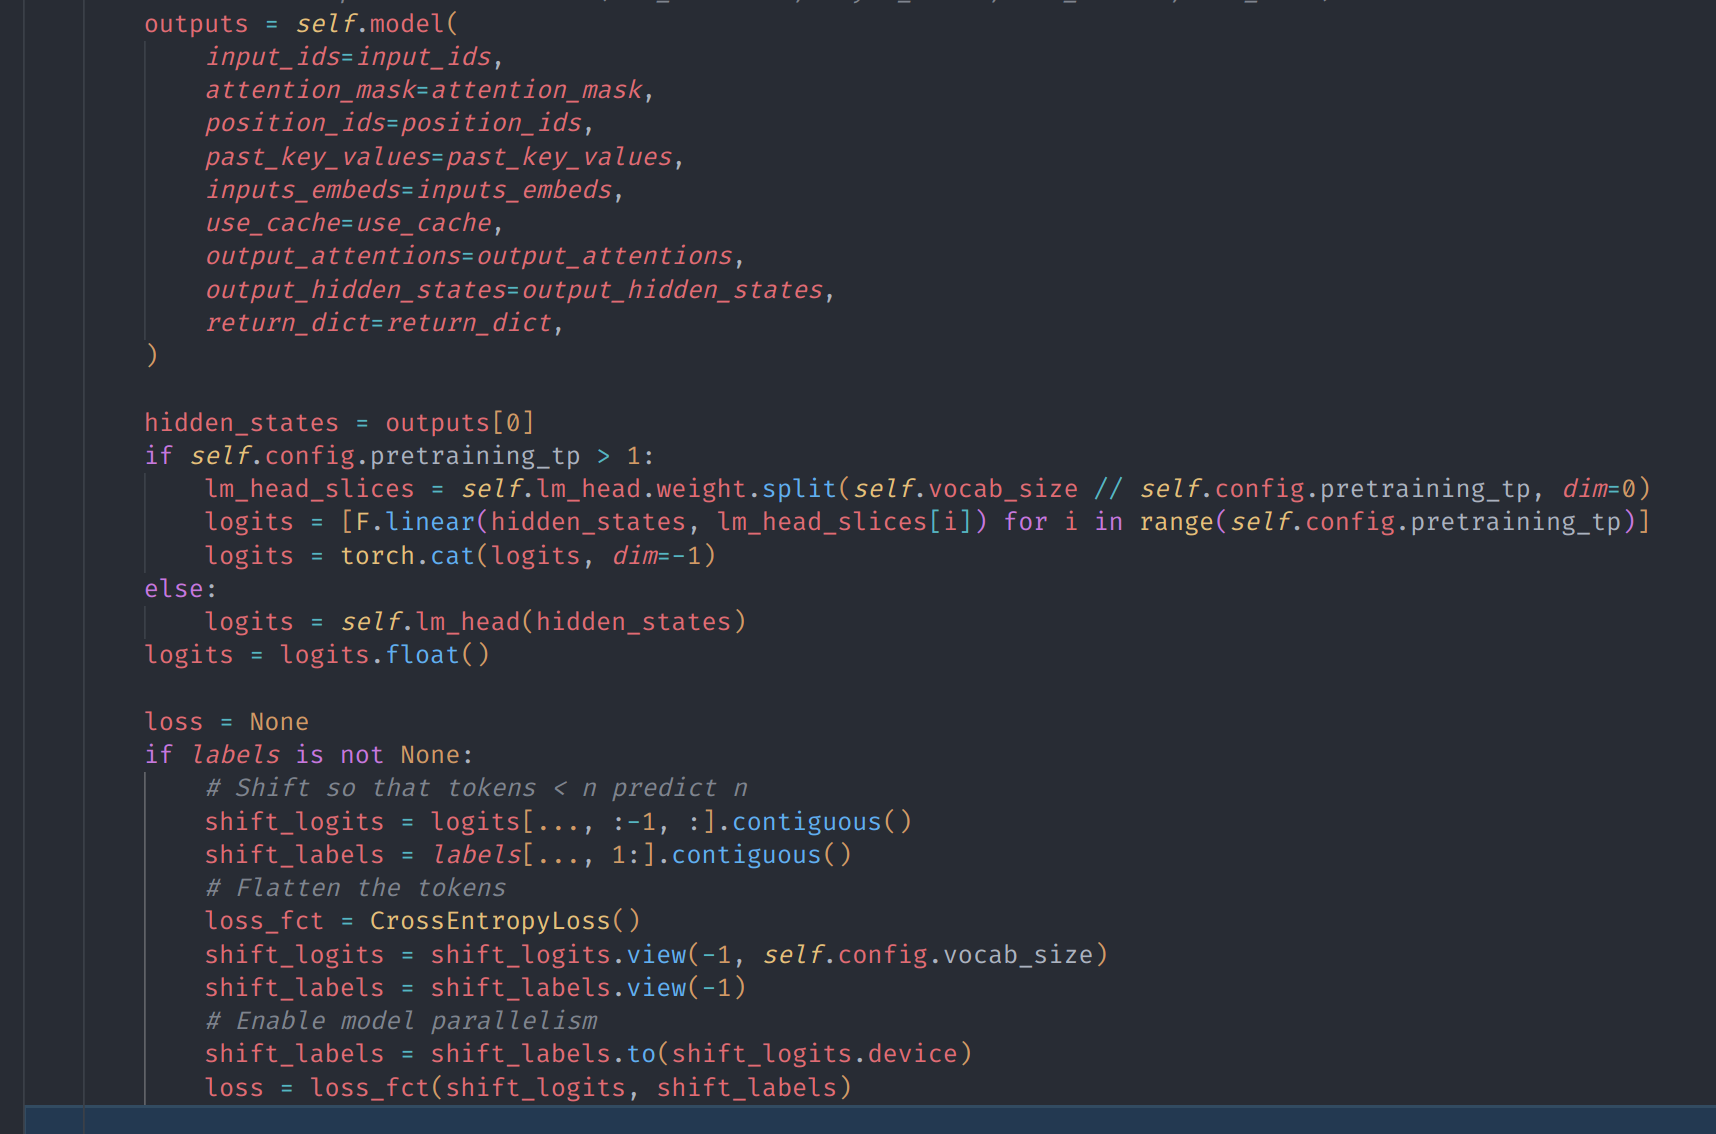 outputs = self.model(
input_ids=input_ids,
attention_mask=attention_mask,
position_ids=position_ids,
past_key_values=past_key_values,
inputs_embeds=inputs_embeds,
use_cache=use_cache,
output_attentions=output_attentions,
output_hidden_states=output_hidden_states,
return_dict=return_dict,
)
hidden_states = outputs[0]
if self.config.pretraining_tp > 1:
lm_head_slices = self.lm_head.weight.split(self.vocab_size // self.config.pretraining_tp, dim=0)
logits = [F.linear(hidden_states, lm_head_slices[i]) for i in range(self.config.pretraining_tp)]
logits = torch.cat(logits, dim=-1)
else:
logits = self.lm_head(hidden_states)
logits = logits.float()
loss = None
if labels is not None:
# Shift so that tokens < n predict n
shift_logits = logits[..., :-1, :].contiguous()
shift_labels = labels[..., 1:].contiguous()
# Flatten the tokens
loss_fct = CrossEntropyLoss()
shift_logits = shift_logits.view(-1, self.config.vocab_size)
shift_labels = shift_labels.view(-1)
# Enable model parallelism
shift_labels = shift_labels.to(shift_logits.device)
loss = loss_fct(shift_logits, shift_labels)